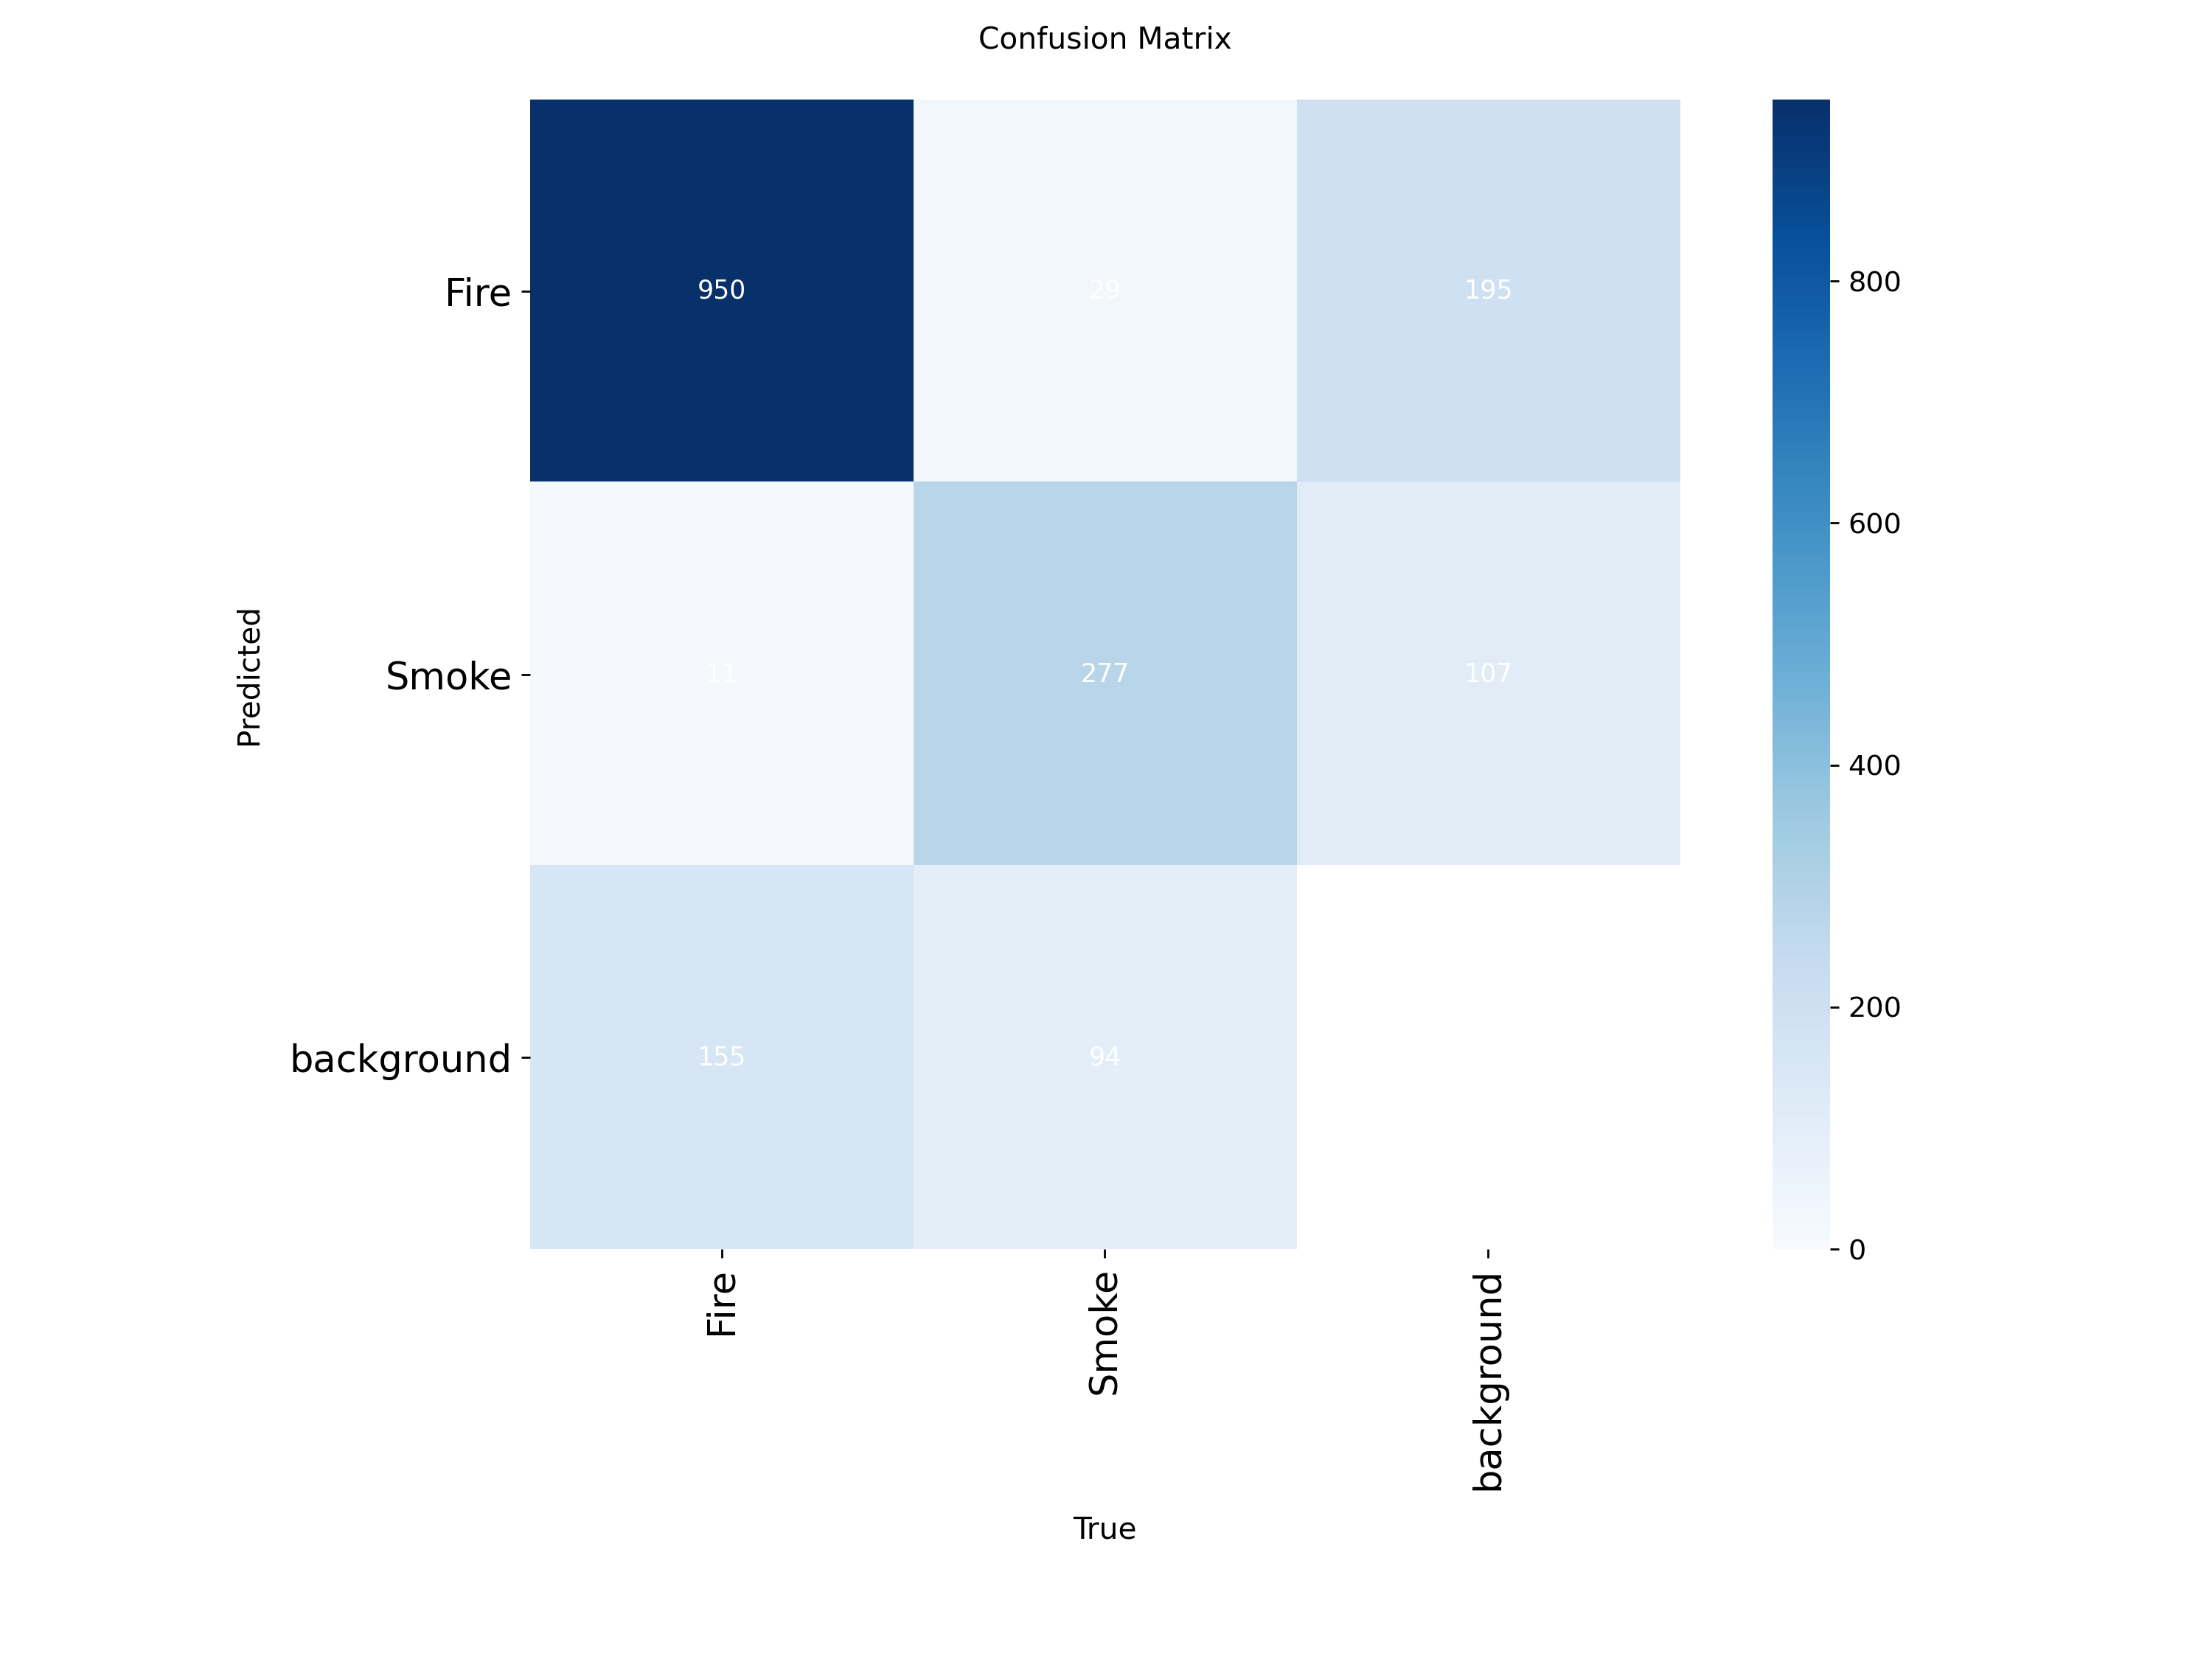 Confusion Matrix
Fire
950
29
195
Smoke
11
277
107
background
155
94
Predicted
Fire
Smoke
background
True
800
600
400
200
0